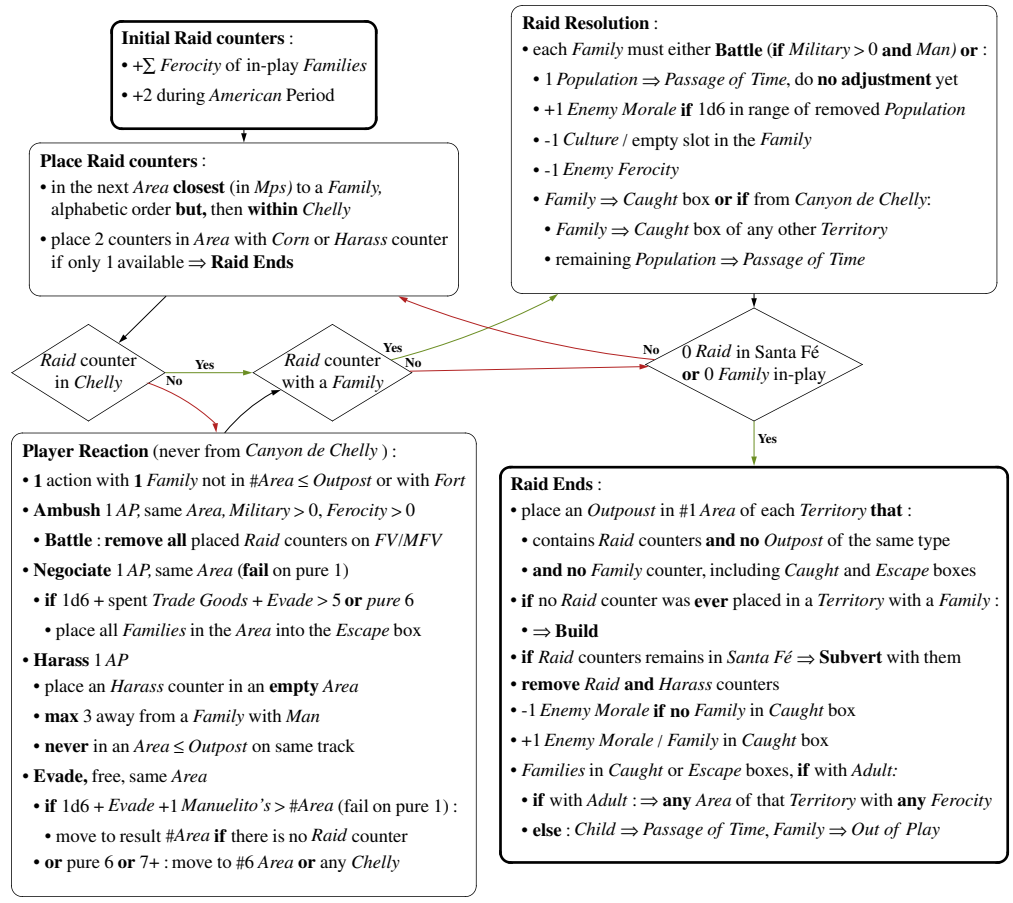 Initial Raid counters :
• +∑ Ferocity of in-play Families
• +2 during American Period
Place Raid counters :
• in the next Area closest (in Mps) to a Family,
alphabetic order but, then within Chelly
• place 2 counters in Area with Corn or Harass counter
if only 1 available ⇒ Raid Ends
Raid Resolution :
• each Family must either Battle (if Military > 0 and Man) or :
• 1 Population ⇒ Passage of Time, do no adjustment yet
• +1 Enemy Morale if 1d6 in range of removed Population
• -1 Culture / empty slot in the Family
• -1 Enemy Ferocity
• Family ⇒ Caught box or if from Canyon de Chelly:
• Family ⇒ Caught box of any other Territory
• remaining Population ⇒ Passage of Time
Raid counter
in Chelly
Yes
No
Raid counter
with a Family
Yes
No
0 Raid in Santa Fé
or 0 Family in-play
No
Yes
Player Reaction (never from Canyon de Chelly ) :
• 1 action with 1 Family not in #Area ≤ Outpost or with Fort
• Ambush 1 AP, same Area, Military > 0, Ferocity > 0
• Battle : remove all placed Raid counters on FV/MFV
• Negociate 1 AP, same Area (fail on pure 1)
• if 1d6 + spent Trade Goods + Evade > 5 or pure 6
• place all Families in the Area into the Escape box
• Harass 1 AP
• place an Harass counter in an empty Area
• max 3 away from a Family with Man
• never in an Area ≤ Outpost on same track
• Evade, free, same Area
• if 1d6 + Evade +1 Manuelito's > #Area (fail on pure 1) :
• move to result #Area if there is no Raid counter
• or pure 6 or 7+ : move to #6 Area or any Chelly
Raid Ends :
• place an Outpoust in #1 Area of each Territory that :
• contains Raid counters and no Outpost of the same type
• and no Family counter, including Caught and Escape boxes
• if no Raid counter was ever placed in a Territory with a Family :
• ⇒ Build
• if Raid counters remains in Santa Fé ⇒ Subvert with them
• remove Raid and Harass counters
• -1 Enemy Morale if no Family in Caught box
• +1 Enemy Morale / Family in Caught box
• Families in Caught or Escape boxes, if with Adult:
• if with Adult : ⇒ any Area of that Territory with any Ferocity
• else : Child ⇒ Passage of Time, Family ⇒ Out of Play